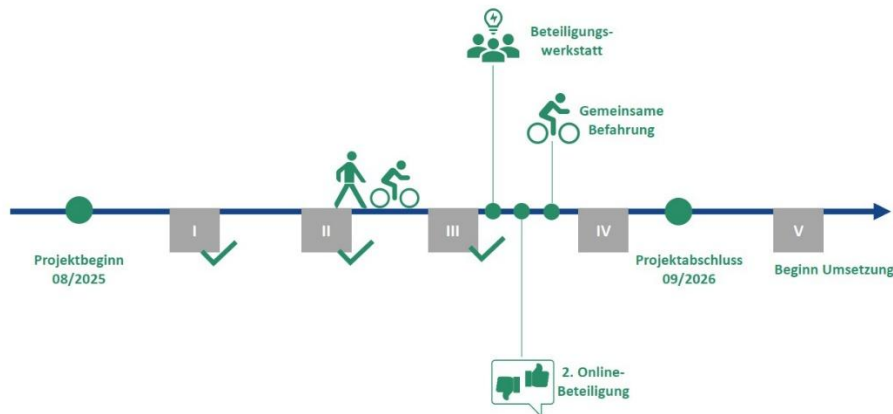 Beteiligungs-
werkstatt
Gemeinsame
Befahrung
I
II
III
IV
V
Projektbeginn
08/2025
Projektabschluss
09/2026
Beginn Umsetzung
2. Online-
Beteiligung